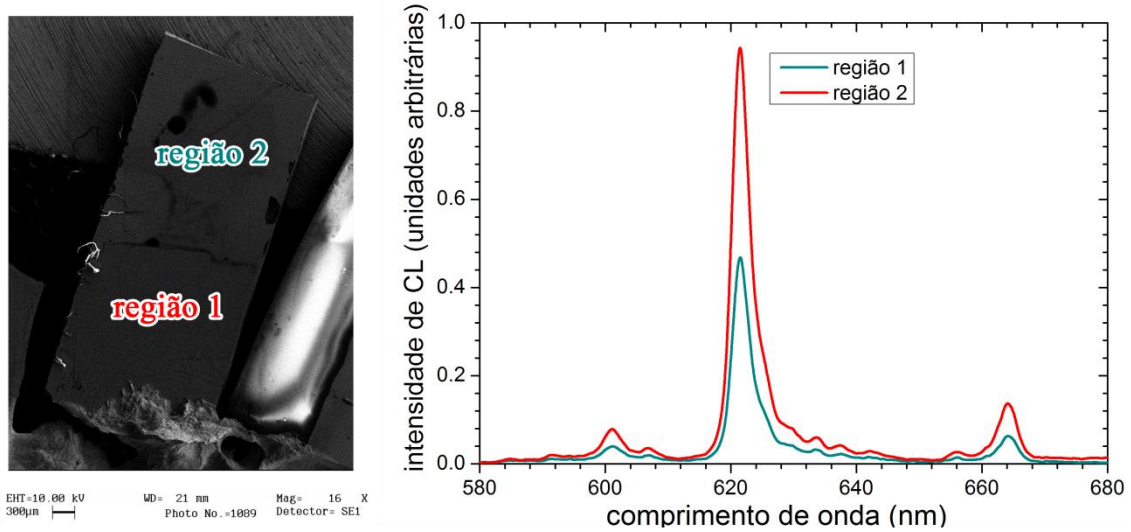 região 2
região 1
EHT=10.00 kV WD= 21 mm Mag= 16 X
300µm Photo No.=1089 Detector= SE1
intensidade de CL (unidades arbitrárias)
1.0
0.8
0.6
0.4
0.2
0.0
região 1
região 2
580 600 620 640 660 680
comprimento de onda (nm)